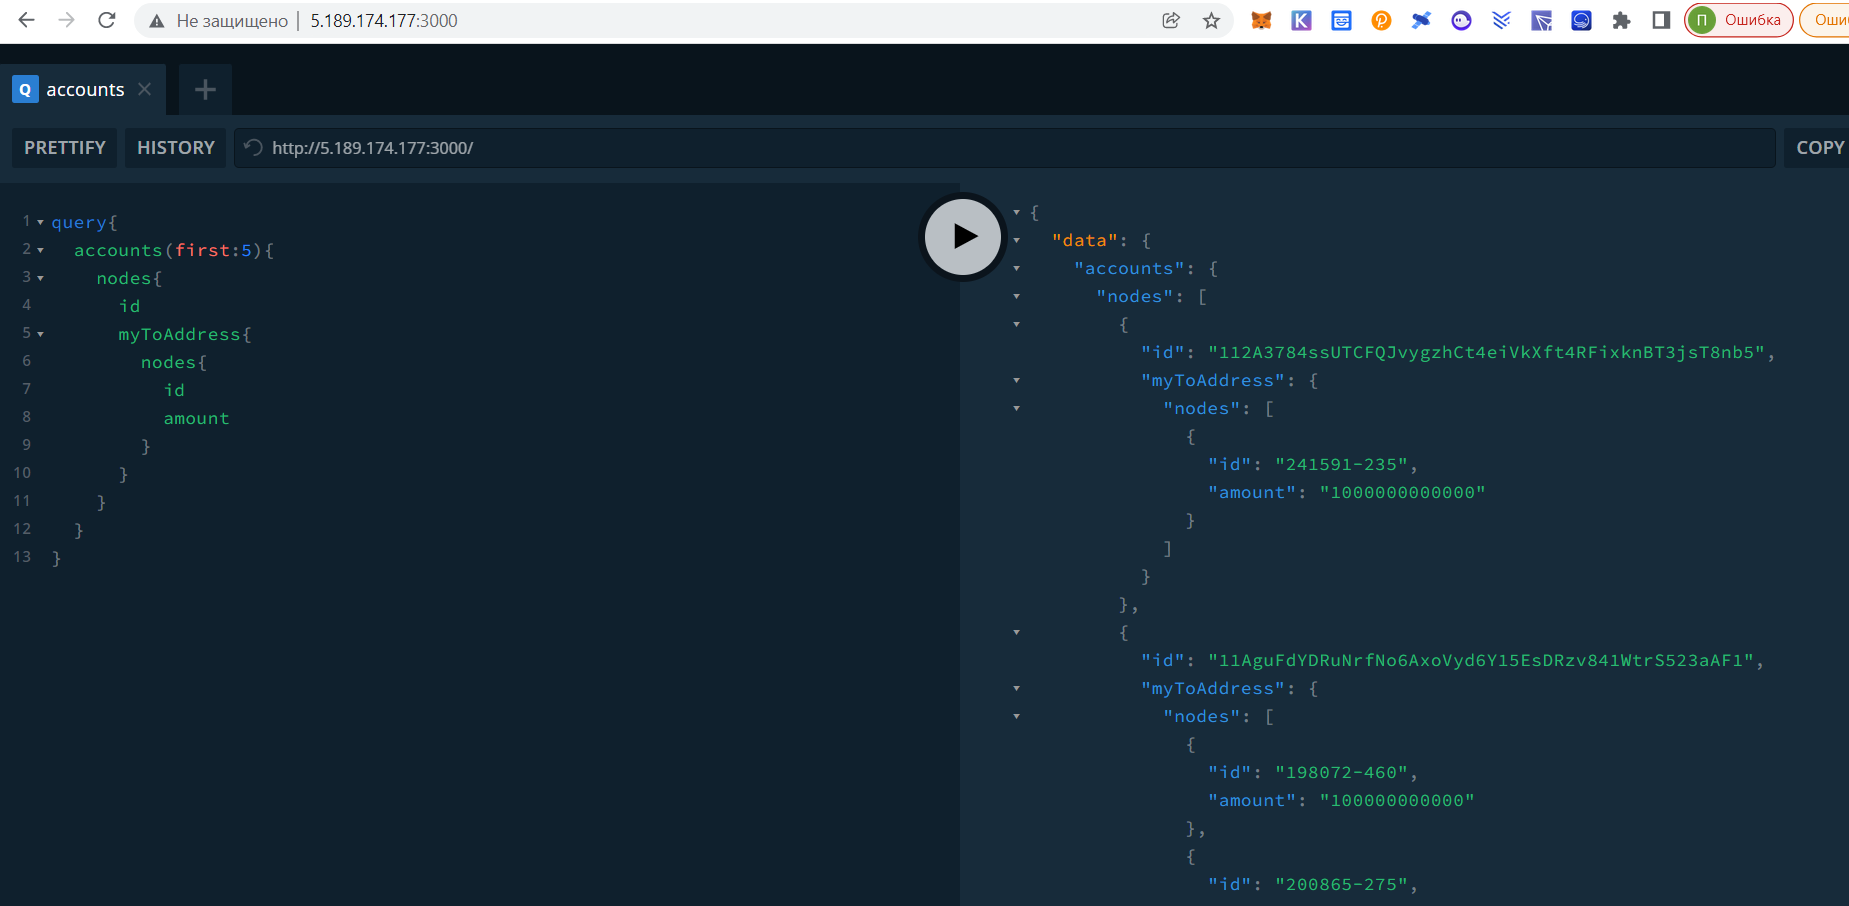 Не защищено 5.189.174.177:3000 П Ошибка Оши
Q accounts
PRETTIFY HISTORY http://5.189.174.177:3000/ COPY
1 query{
2 accounts(first:5){
3 nodes{
4 id
5 myToAddress{
6 nodes{
7 id
8 amount
9 }
10 }
11 }
12 }
13 }
{
"data": {
"accounts": {
"nodes": [
{
"id": "112A3784ssUTCFQJvygzhCt4eiVkXft4RFixknBT3jsT8nb5",
"myToAddress": {
"nodes": [
{
"id": "241591-235",
"amount": "1000000000000"
}
]
}
},
{
"id": "11AguFdYDRuNrfNo6AxoVyd6Y15EsDRzv841WtrS523aAF1",
"myToAddress": {
"nodes": [
{
"id": "198072-460",
"amount": "100000000000"
},
{
"id": "200865-275",